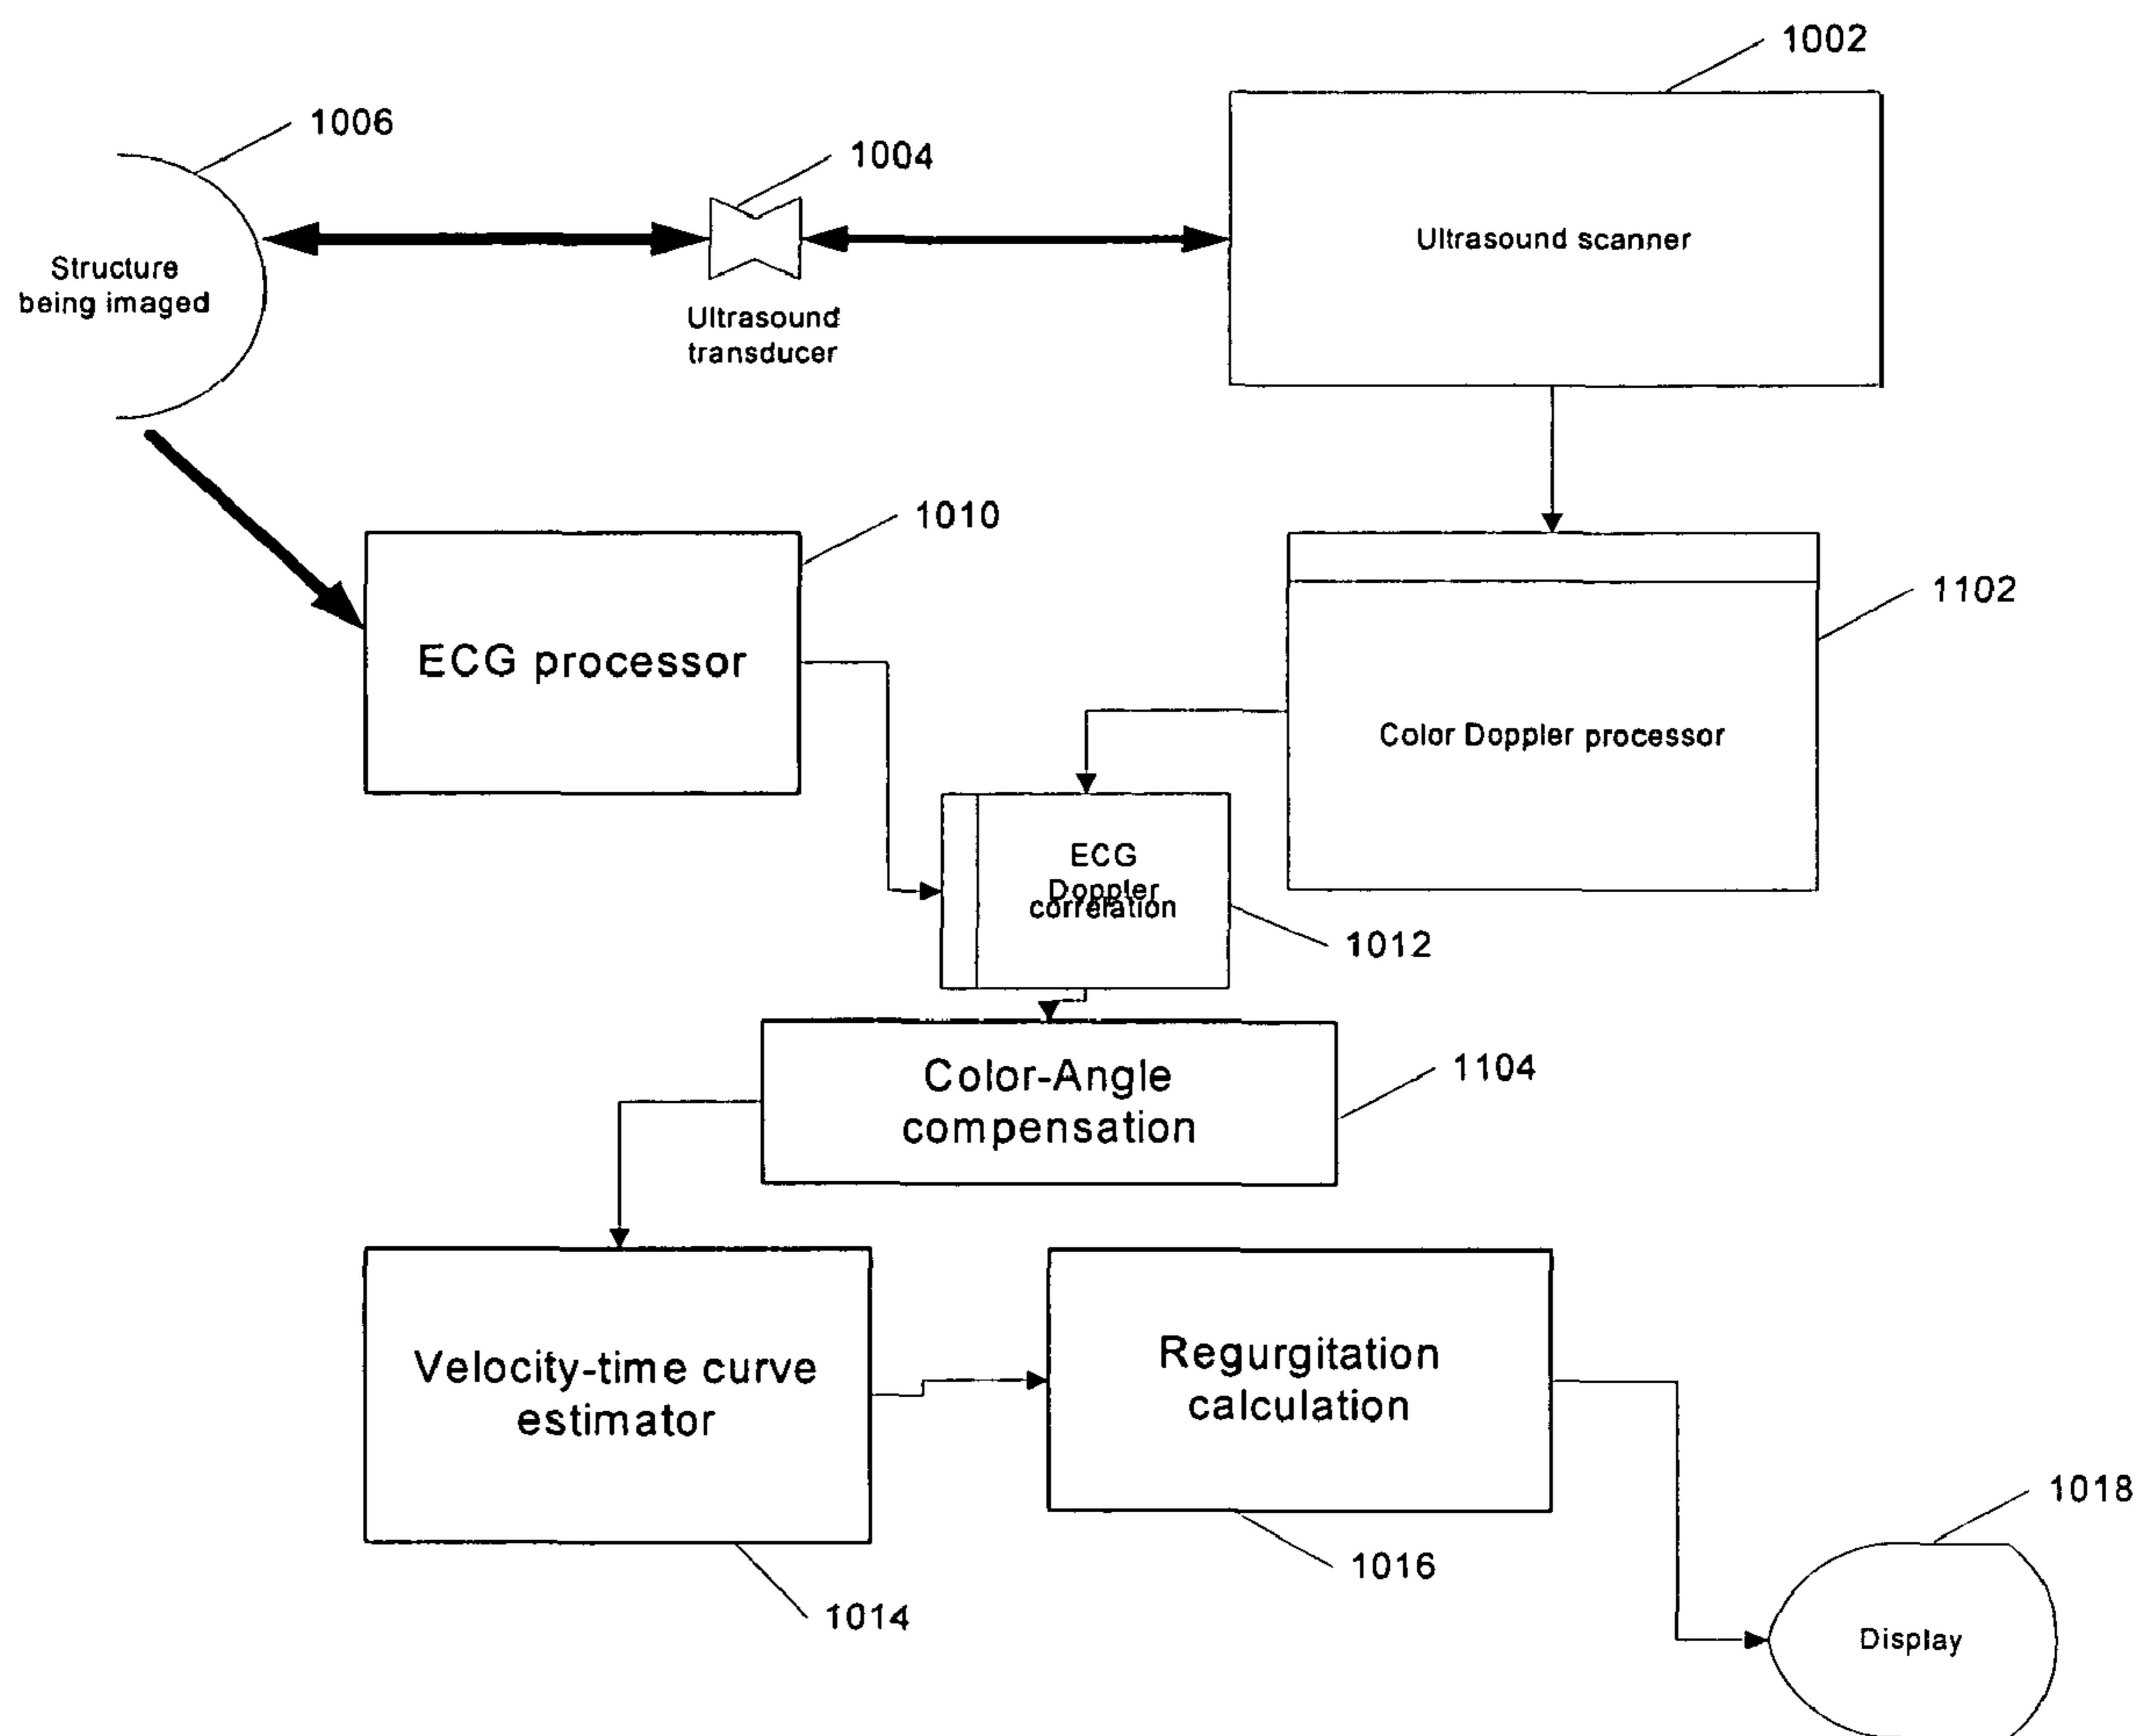 1002
1006
1004
Ultrasound scanner
Structure
being imaged
Ultrasound
transducer
1010
1102
ECG processor
Color Doppler processor
ECG
Doppler
correlation
1012
Color-Angle
compensation
1104
Velocity-time curve
estimator
Regurgitation
calculation
1018
1016
1014
Display